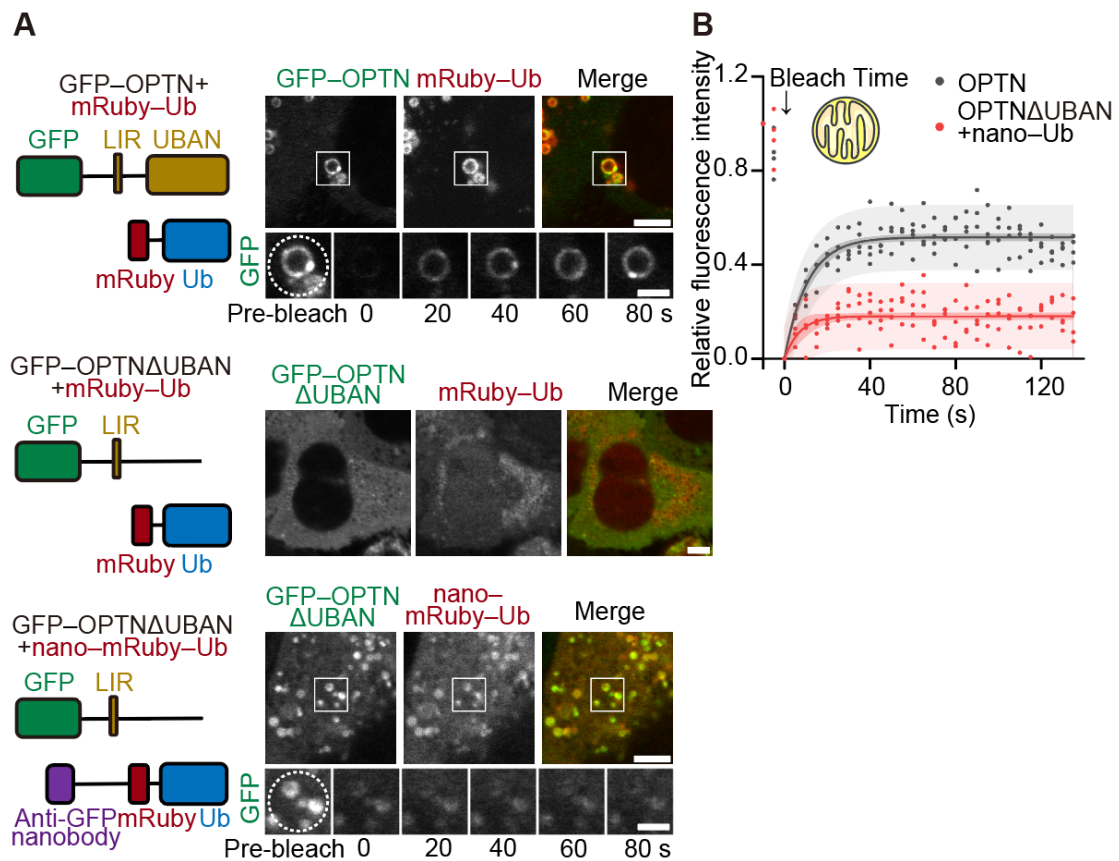 A
GFP–OPTN+
mRuby–Ub
GFP LIR UBAN
mRuby Ub
GFP–OPTN mRuby–Ub Merge
GFP
Pre-bleach 0 20 40 60 80 s
GFP–OPTNΔUBAN
+mRuby–Ub
GFP LIR
mRuby Ub
GFP–OPTN
ΔUBAN
mRuby–Ub Merge
GFP–OPTNΔUBAN
+nano–mRuby–Ub
GFP LIR
Anti-GFP
nanobody
mRuby Ub
GFP–OPTN
ΔUBAN
nano–
mRuby–Ub
Merge
GFP
Pre-bleach 0 20 40 60 80 s
B
Relative fluorescence intensity
1.2
0.8
0.4
0.0
Bleach Time
OPTN
OPTNΔUBAN
+nano–Ub
0 40 80 120
Time (s)